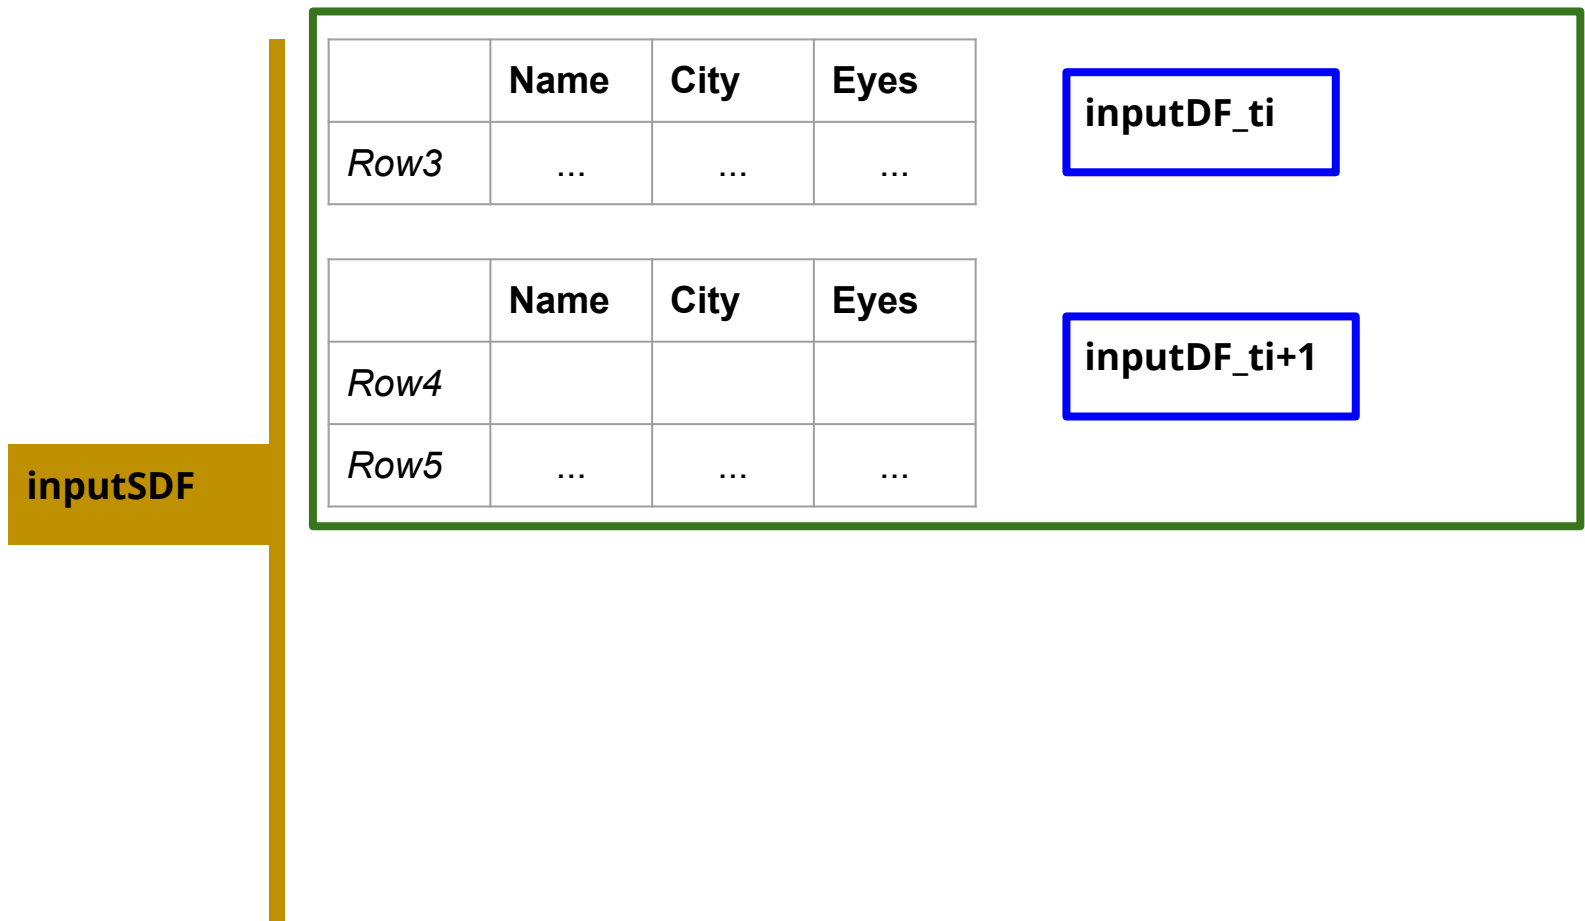 Name City Eyes
Row3 ... ... ...
inputDF_ti
Name City Eyes
Row4
Row5 ... ... ...
inputDF_ti+1
inputSDF